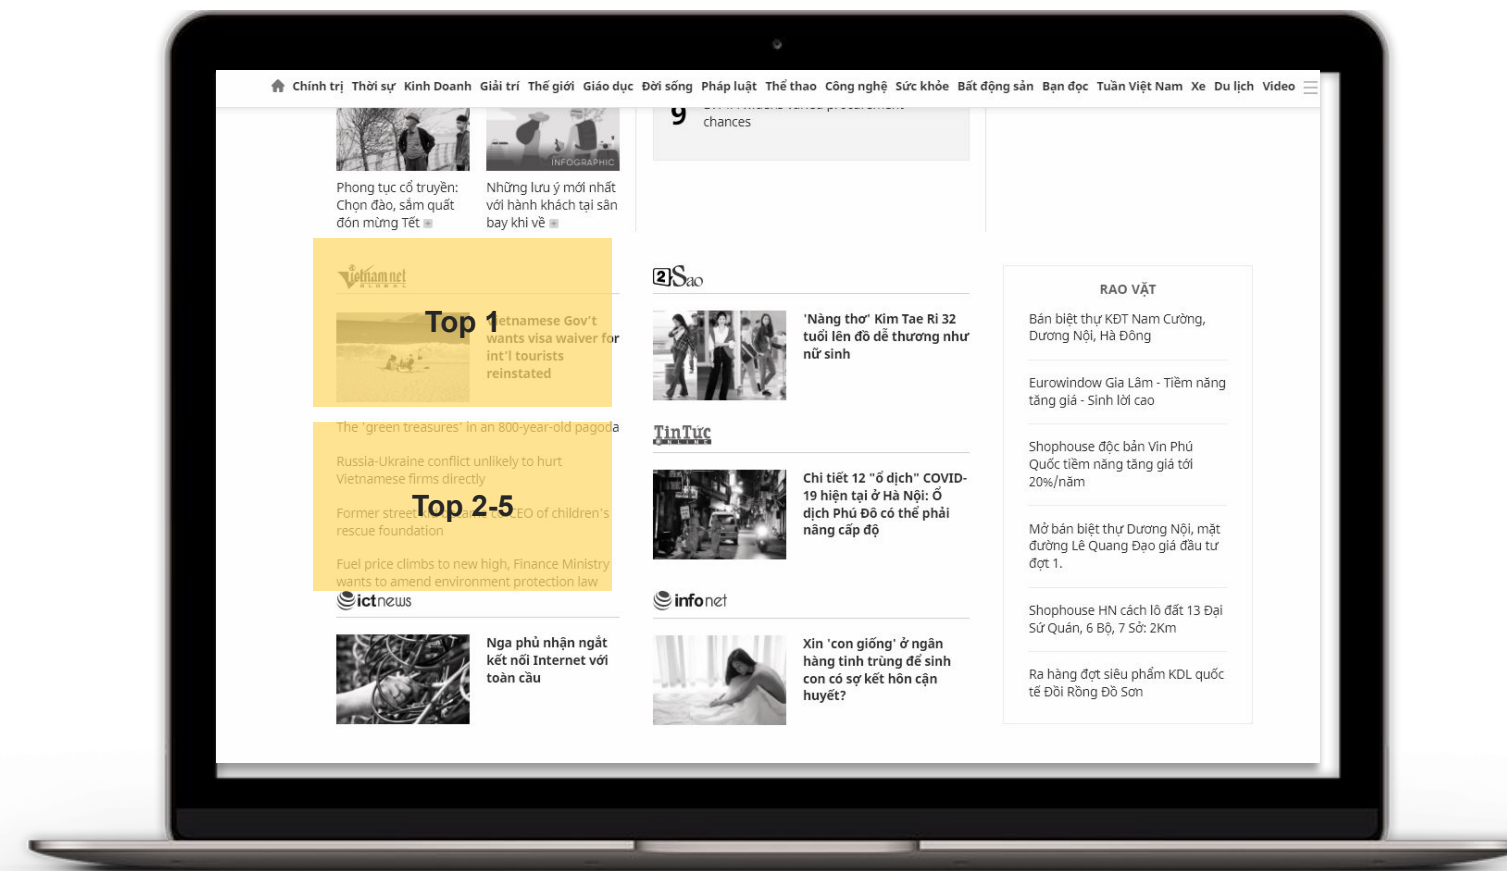 Chính trị Thời sự Kinh Doanh Giải trí Thế giới Giáo dục Đời sống Pháp luật Thể thao Công nghệ Sức khỏe Bất động sản Bạn đọc Tuần Việt Nam Xe Du lịch Video
INFOGRAPHIC
Phong tục cổ truyền:
Chọn đào, sắm quất
đón mừng Tết
Những lưu ý mới nhất
với hành khách tại sân
bay khi về
9
chances
Vietnamnet
GLOBAL
Top 1
Vietnamese Gov't
wants visa waiver for
int'l tourists
reinstated
The 'green treasures' in an 800-year-old pagoda
Russia-Ukraine conflict unlikely to hurt
Vietnamese firms directly
Top 2-5
Former street CEO of children's
rescue foundation
Fuel price climbs to new high, Finance Ministry
wants to amend environment protection law
2Sao
'Nàng thơ' Kim Tae Ri 32
tuổi lên đồ dễ thương như
nữ sinh
TinTức
ONLINE
Chi tiết 12 "ổ dịch" COVID-
19 hiện tại ở Hà Nội: Ổ
dịch Phú Đô có thể phải
nâng cấp độ
ictnews
Nga phủ nhận ngắt
kết nối Internet với
toàn cầu
infonet
Xin 'con giống' ở ngân
hàng tinh trùng để sinh
con có sợ kết hôn cận
huyết?
RAO VẶT
Bán biệt thự KĐT Nam Cường,
Dương Nội, Hà Đông
Eurowindow Gia Lâm - Tiềm năng
tăng giá - Sinh lời cao
Shophouse độc bản Vin Phú
Quốc tiềm năng tăng giá tới
20%/năm
Mở bán biệt thự Dương Nội, mặt
đường Lê Quang Đạo giá đầu tư
đợt 1.
Shophouse HN cách lô đất 13 Đại
Sứ Quán, 6 Bộ, 7 Sở: 2Km
Ra hàng đợt siêu phẩm KDL quốc
tế Đồi Rồng Đồ Sơn